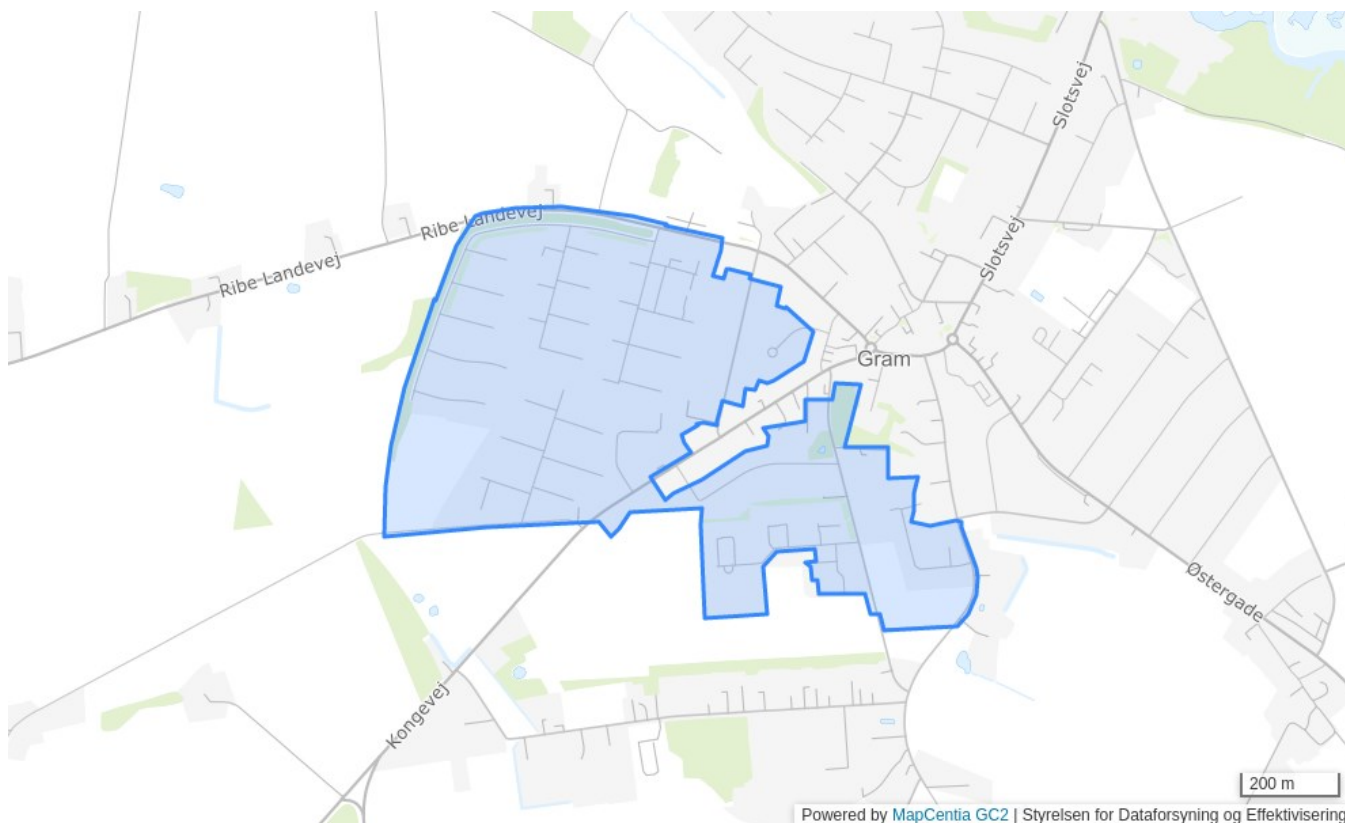 Slotsvej
Ribe Landevej
Slotsvej
Ribe Landevej
Gram
Østergade
Kongevej
200 m
Powered by MapCentia GC2 | Styrelsen for Dataforsyning og Effektivisering